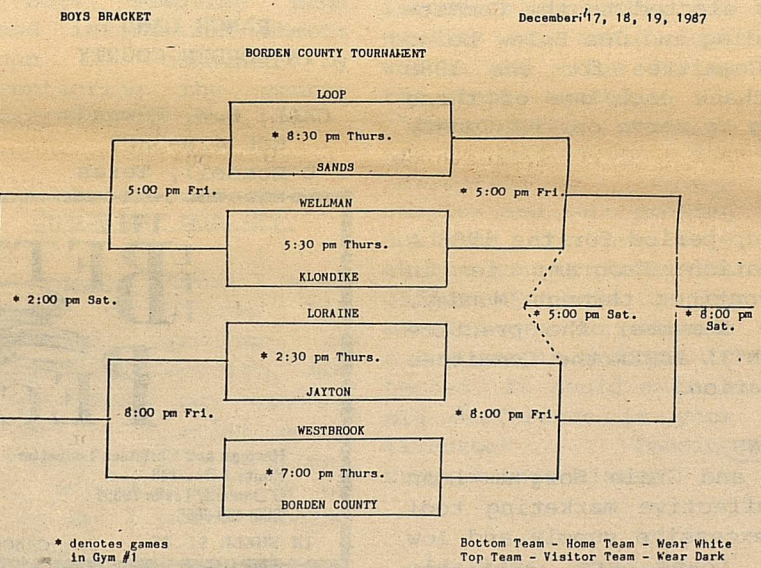 BOYS BRACKET
December 17, 18, 19, 1987
BORDEN COUNTY TOURNAMENT
LOOP
* 8:30 pm Thurs.
SANDS
5:00 pm Fri.
* 5:00 pm Fri.
WELLMAN
5:30 pm Thurs.
KLONDIKE
* 2:00 pm Sat.
* 5:00 pm Sat.
* 8:00 pm
Sat.
LORAINE
* 2:30 pm Thurs.
JAYTON
8:00 pm Fri.
* 8:00 pm Fri.
WESTBROOK
* 7:00 pm Thurs.
BORDEN COUNTY
* denotes games
in Gym #1
Bottom Team - Home Team - Wear White
Top Team - Visitor Team - Wear Dark